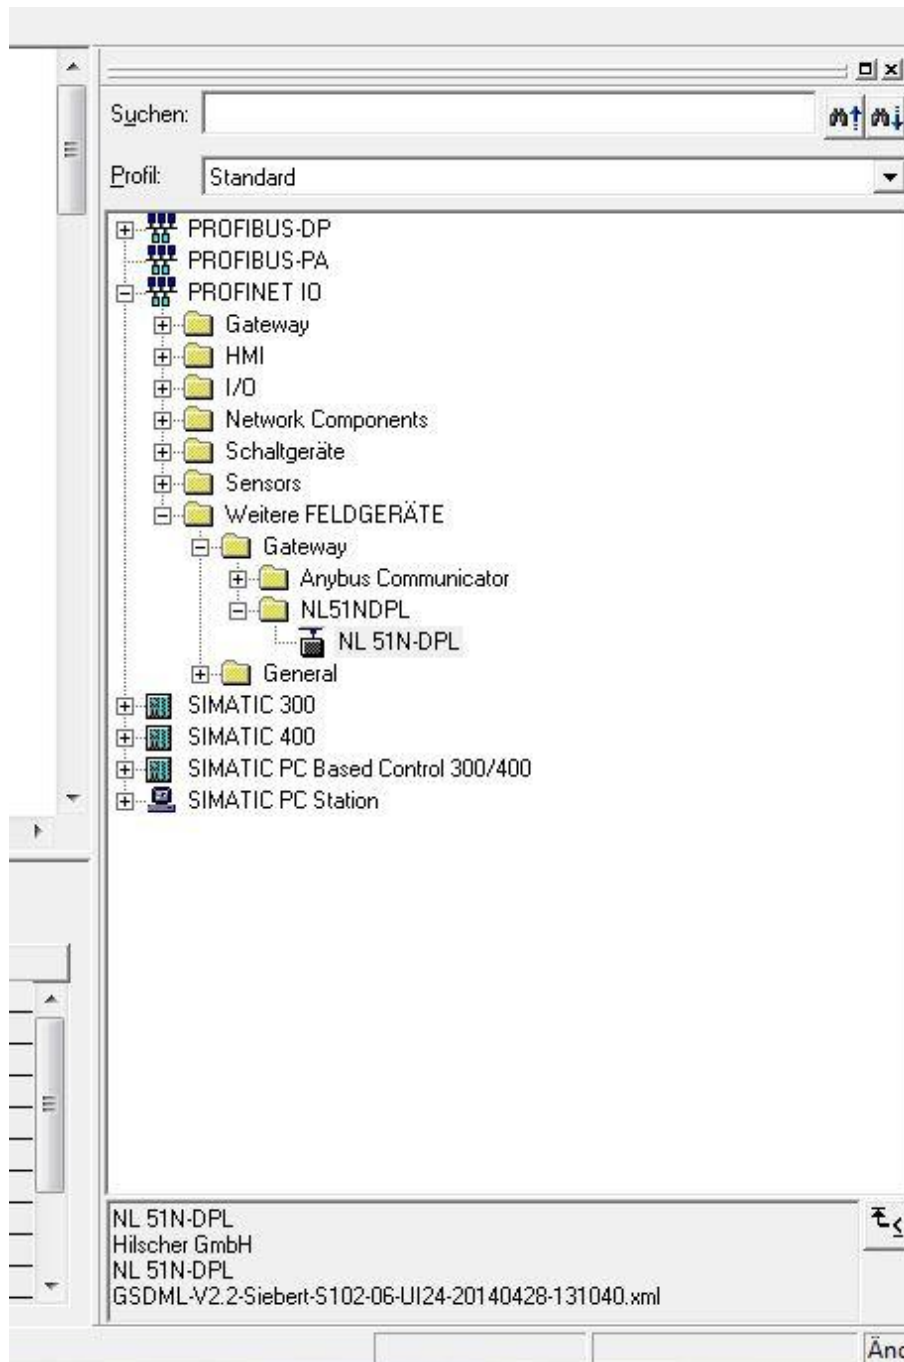 Suchen:
Profil: Standard
PROFIBUS-DP
PROFIBUS-PA
PROFINET IO
Gateway
HMI
I/O
Network Components
Schaltgeräte
Sensors
Weitere FELDGERÄTE
Gateway
Anybus Communicator
NL51NDPL
NL 51N-DPL
General
SIMATIC 300
SIMATIC 400
SIMATIC PC Based Control 300/400
SIMATIC PC Station
NL 51N-DPL
Hilscher GmbH
NL 51N-DPL
GSDML-V2.2-Siebert-S102-06-UI24-20140428-131040.xml
Änd